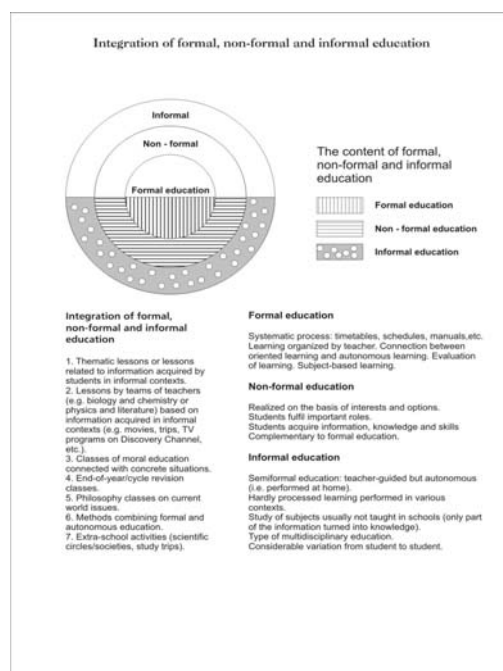 Integration of formal, non-formal and informal education
Informal
Non - formal
Formal education
The content of formal,
non-formal and informal
education
Formal education
Non - formal education
Informal education
Integration of formal,
non-formal and informal
education
1. Thematic lessons or lessons
related to information acquired by
students in informal contexts.
2. Lessons by teams of teachers
(e.g. biology and chemistry or
physics and literature) based on
information acquired in informal
contexts (e.g. movies, trips, TV
programs on Discovery Channel,
etc.).
3. Classes of moral education
connected with concrete situations.
4. End-of-year/cycle revision
classes.
5. Philosophy classes on current
world issues.
6. Methods combining formal and
autonomous education.
7. Extra-school activities (scientific
circles/societies, study trips).
Formal education
Systematic process: timetables, schedules, manuals,etc.
Learning organized by teacher. Connection between
oriented learning and autonomous learning. Evaluation
of learning. Subject-based learning.
Non-formal education
Realized on the basis of interests and options.
Students fulfil important roles.
Students acquire information, knowledge and skills
Complementary to formal education.
Informal education
Semiformal education: teacher-guided but autonomous
(i.e. performed at home).
Hardly processed learning performed in various
contexts.
Study of subjects usually not taught in schools (only part
of the information turned into knowledge).
Type of multidisciplinary education.
Considerable variation from student to student.